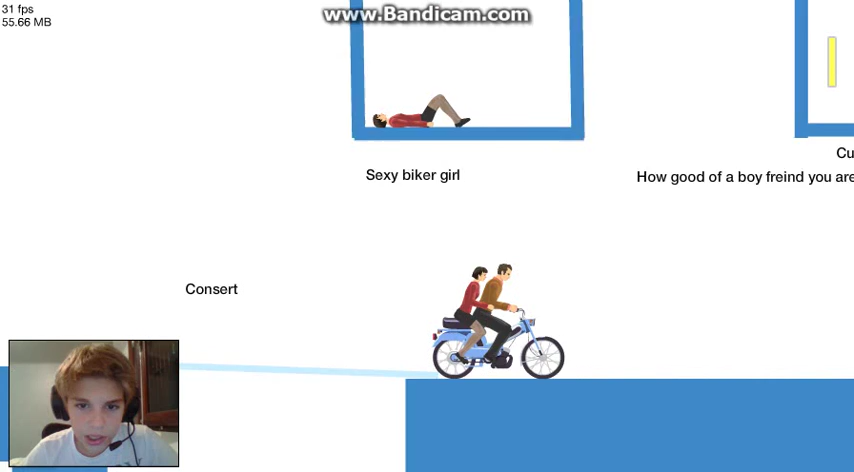 31 fps
55.66 MB
www.Bandicam.com
Sexy biker girl
Cu
How good of a boy freind you are
Consert